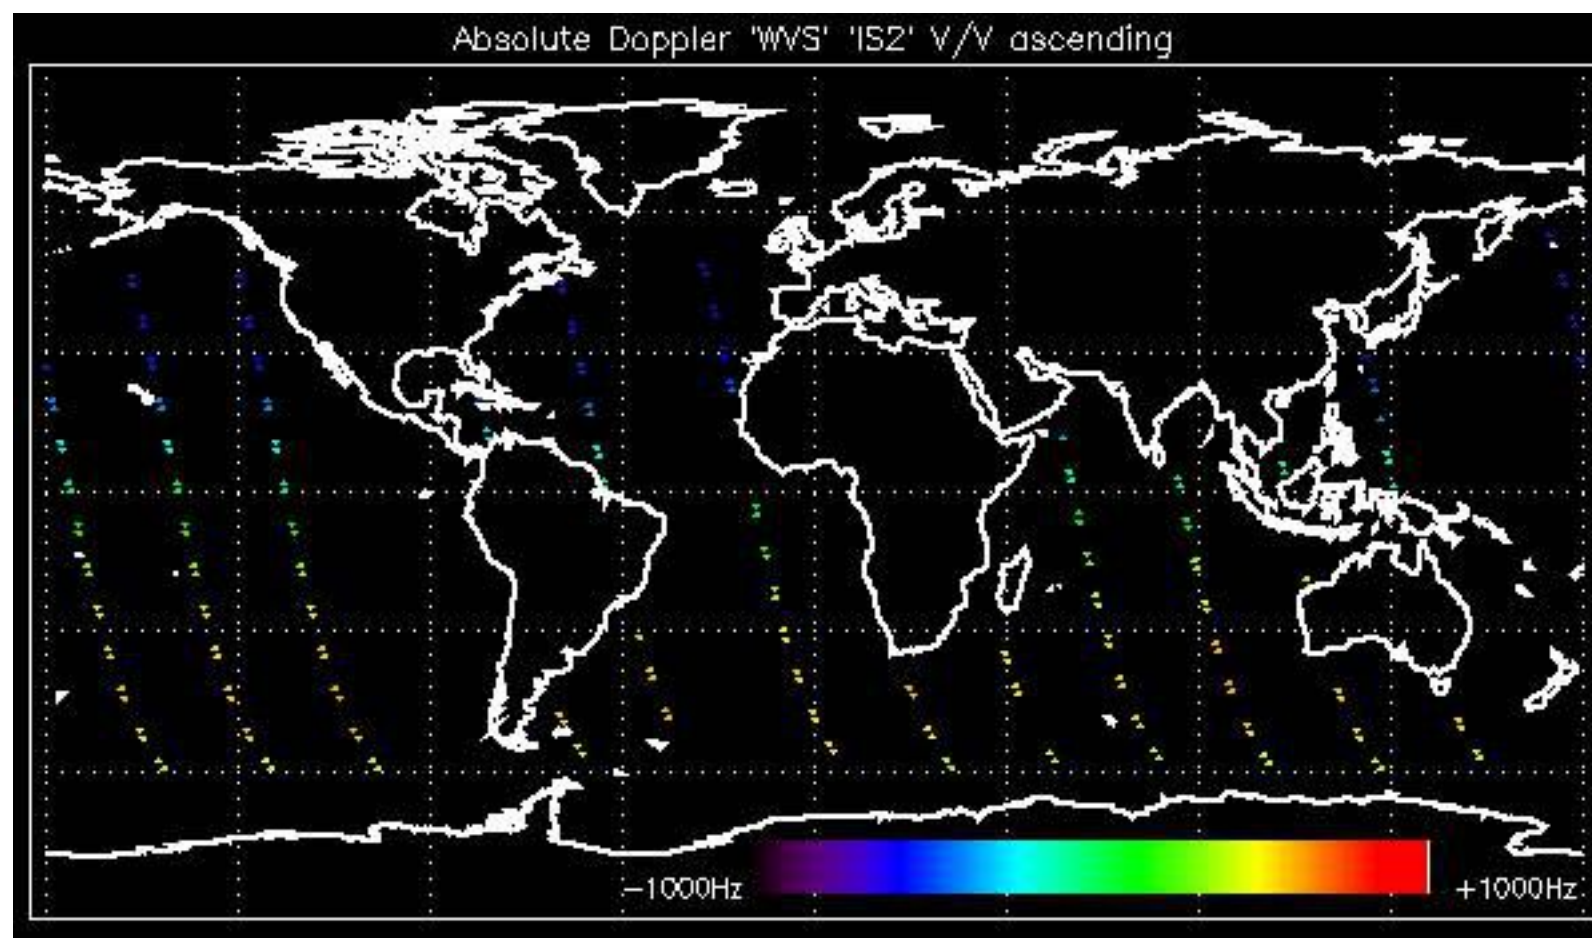 Absolute Doppler 'WVS' 'IS2' V/V ascending
-1000Hz +1000Hz